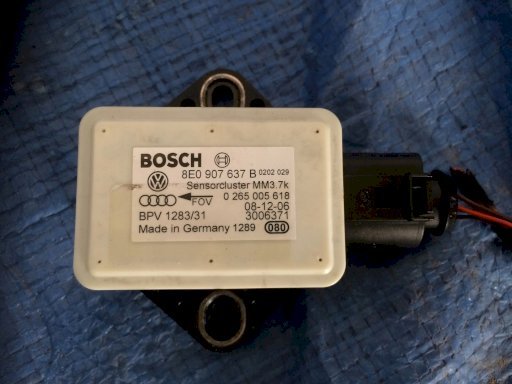 BOSCH
8E0 907 637 B 0202 029
Sensorcluster MM3.7k
FOV 0 265 005 618
08-12-06
BPV 1283/31 3006371
Made in Germany 1289 080